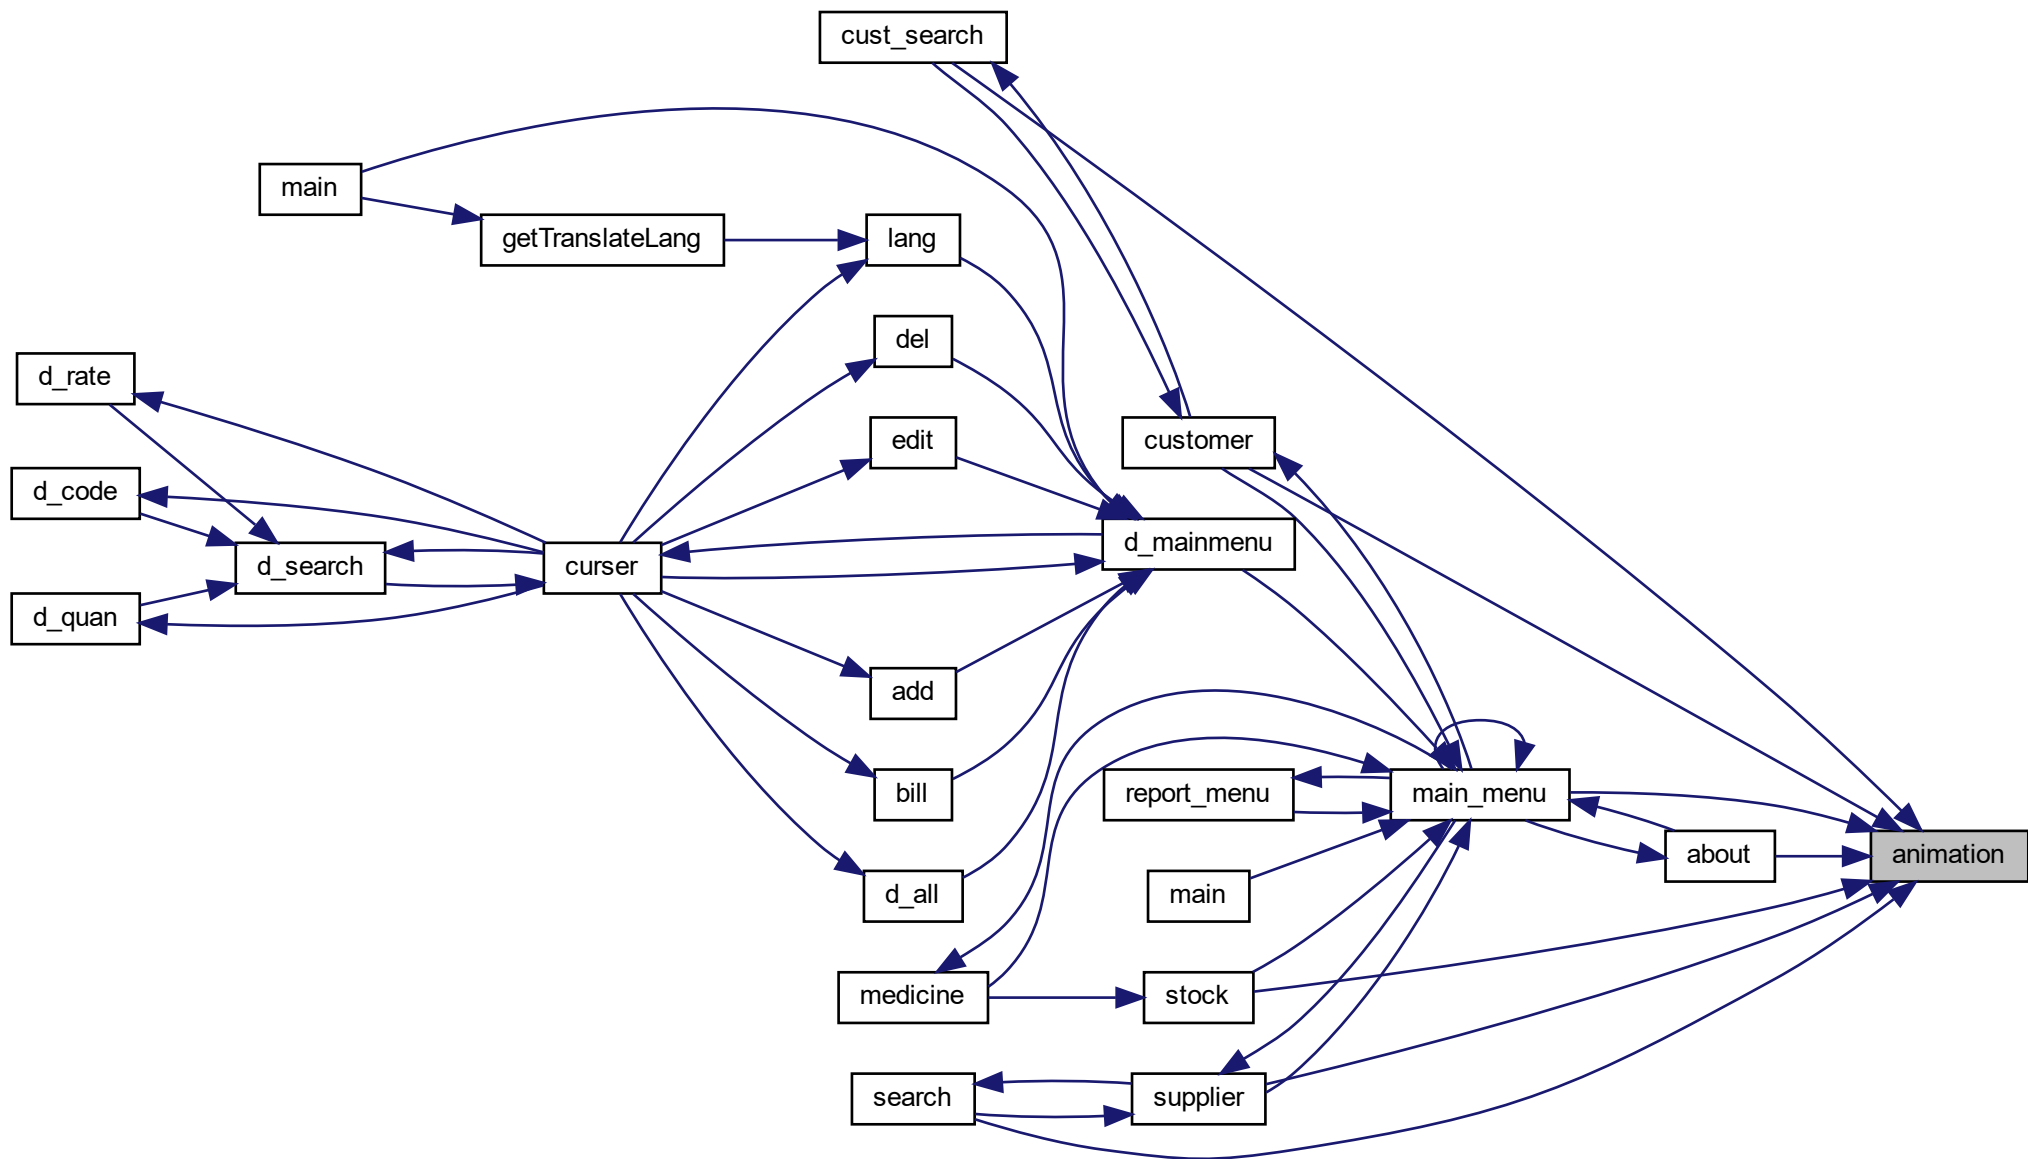 cust_search
main
getTranslateLang
lang
del
d_rate
edit
customer
d_code
d_mainmenu
d_search
curser
d_quan
add
report_menu
main_menu
bill
about
animation
main
d_all
medicine
stock
search
supplier